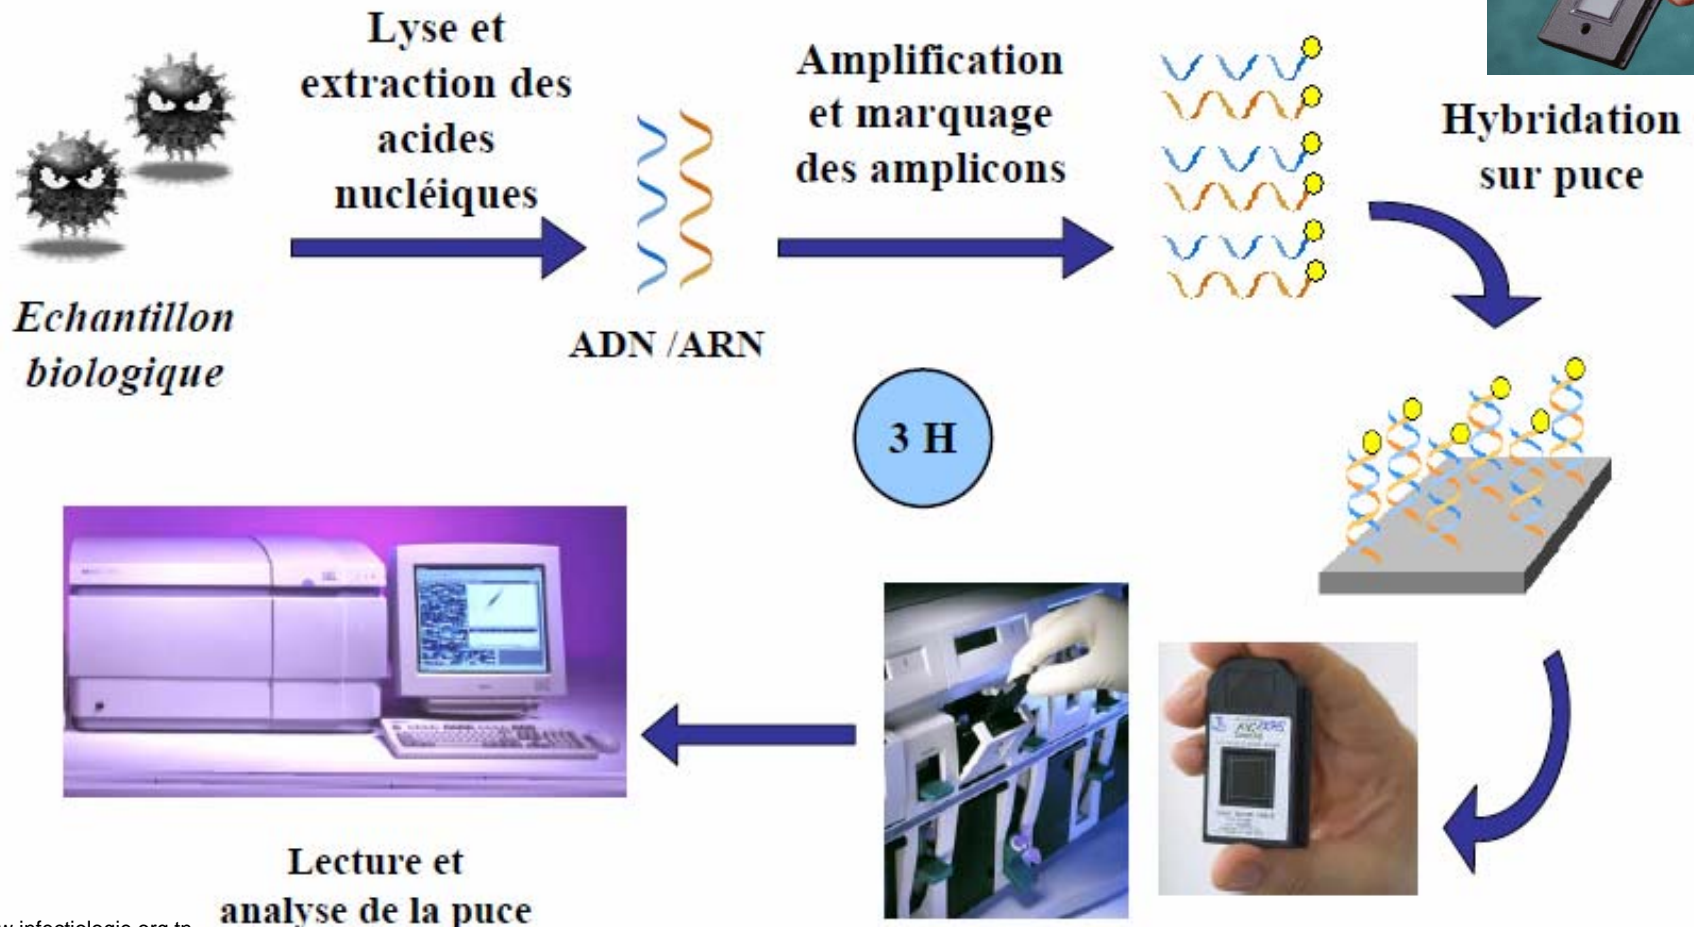 Lyse et
extraction des
acides
nucléiques
Amplification
et marquage
des amplicons
Hybridation
sur puce
Echantillon
biologique
ADN /ARN
3 H
Lecture et
analyse de la puce